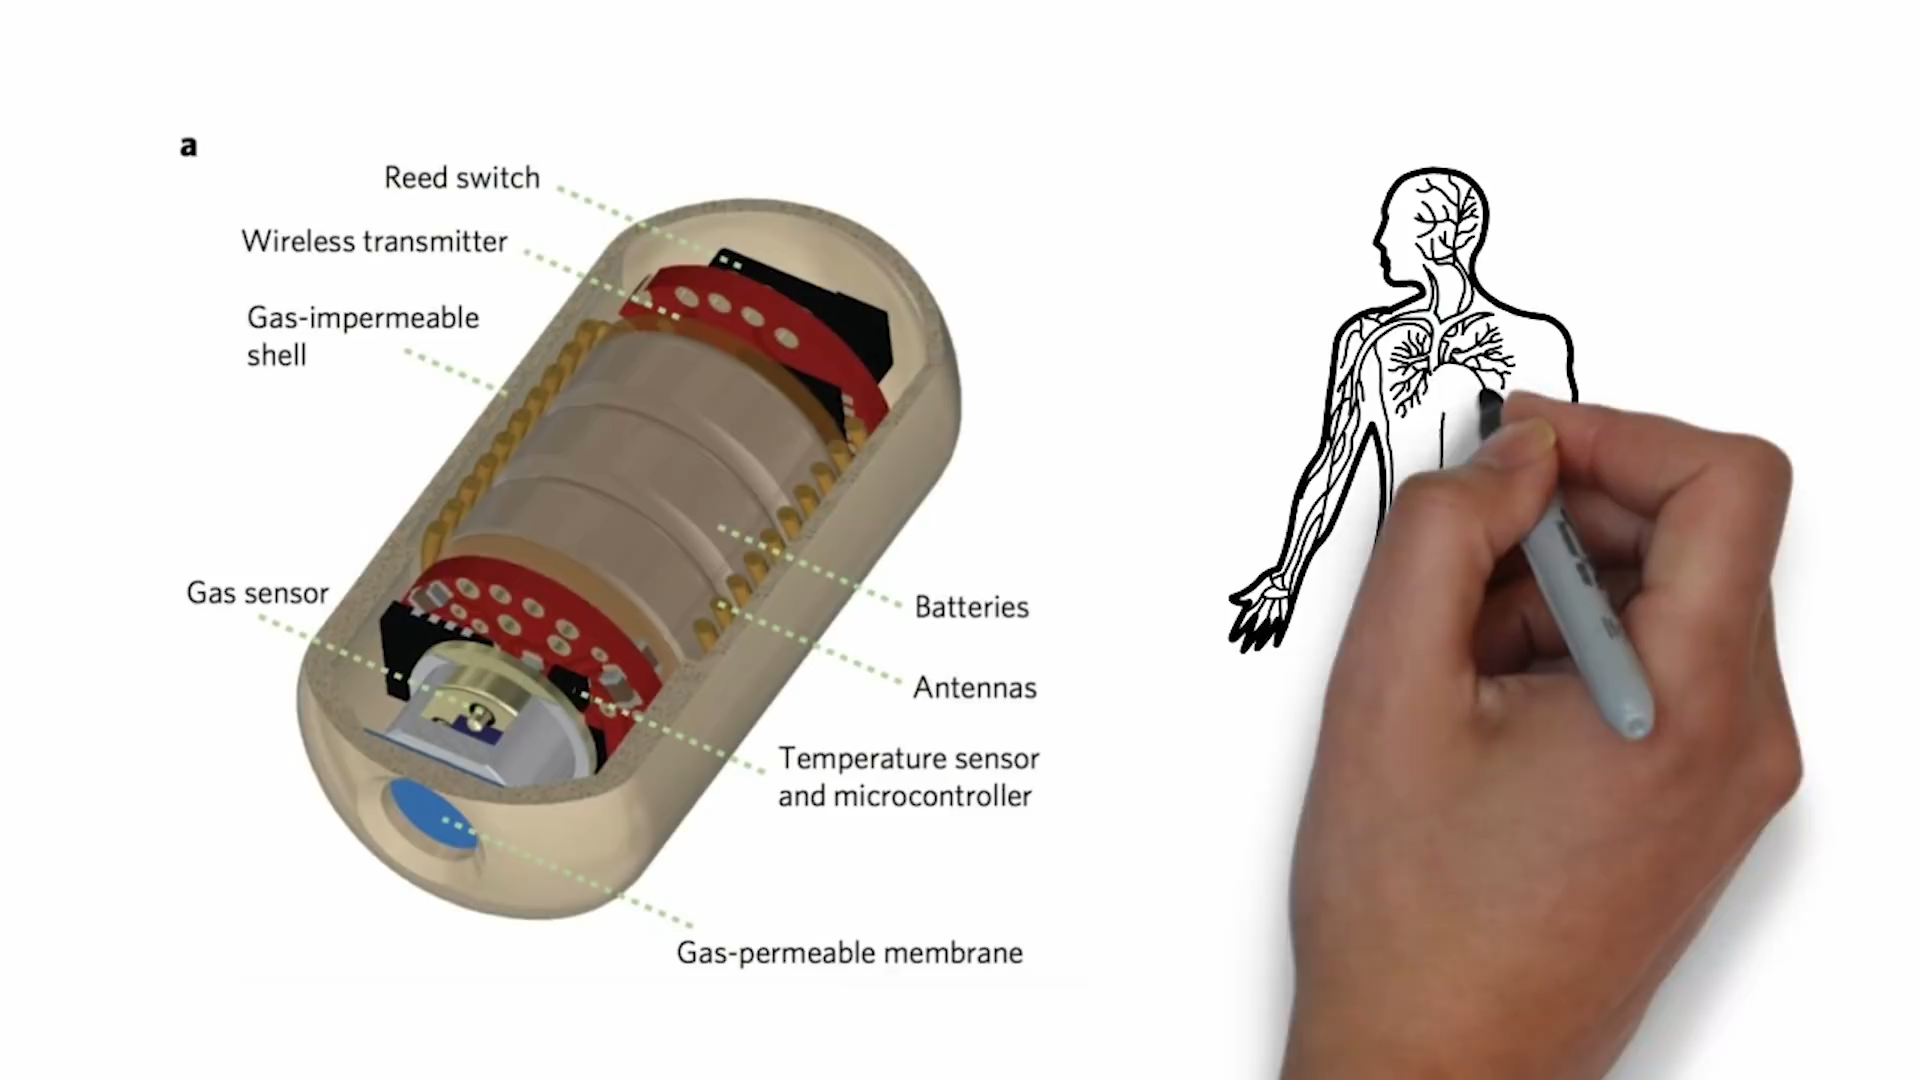 a
Reed switch
Wireless transmitter
Gas-impermeable
shell
Gas sensor
Batteries
Antennas
Temperature sensor
and microcontroller
Gas-permeable membrane